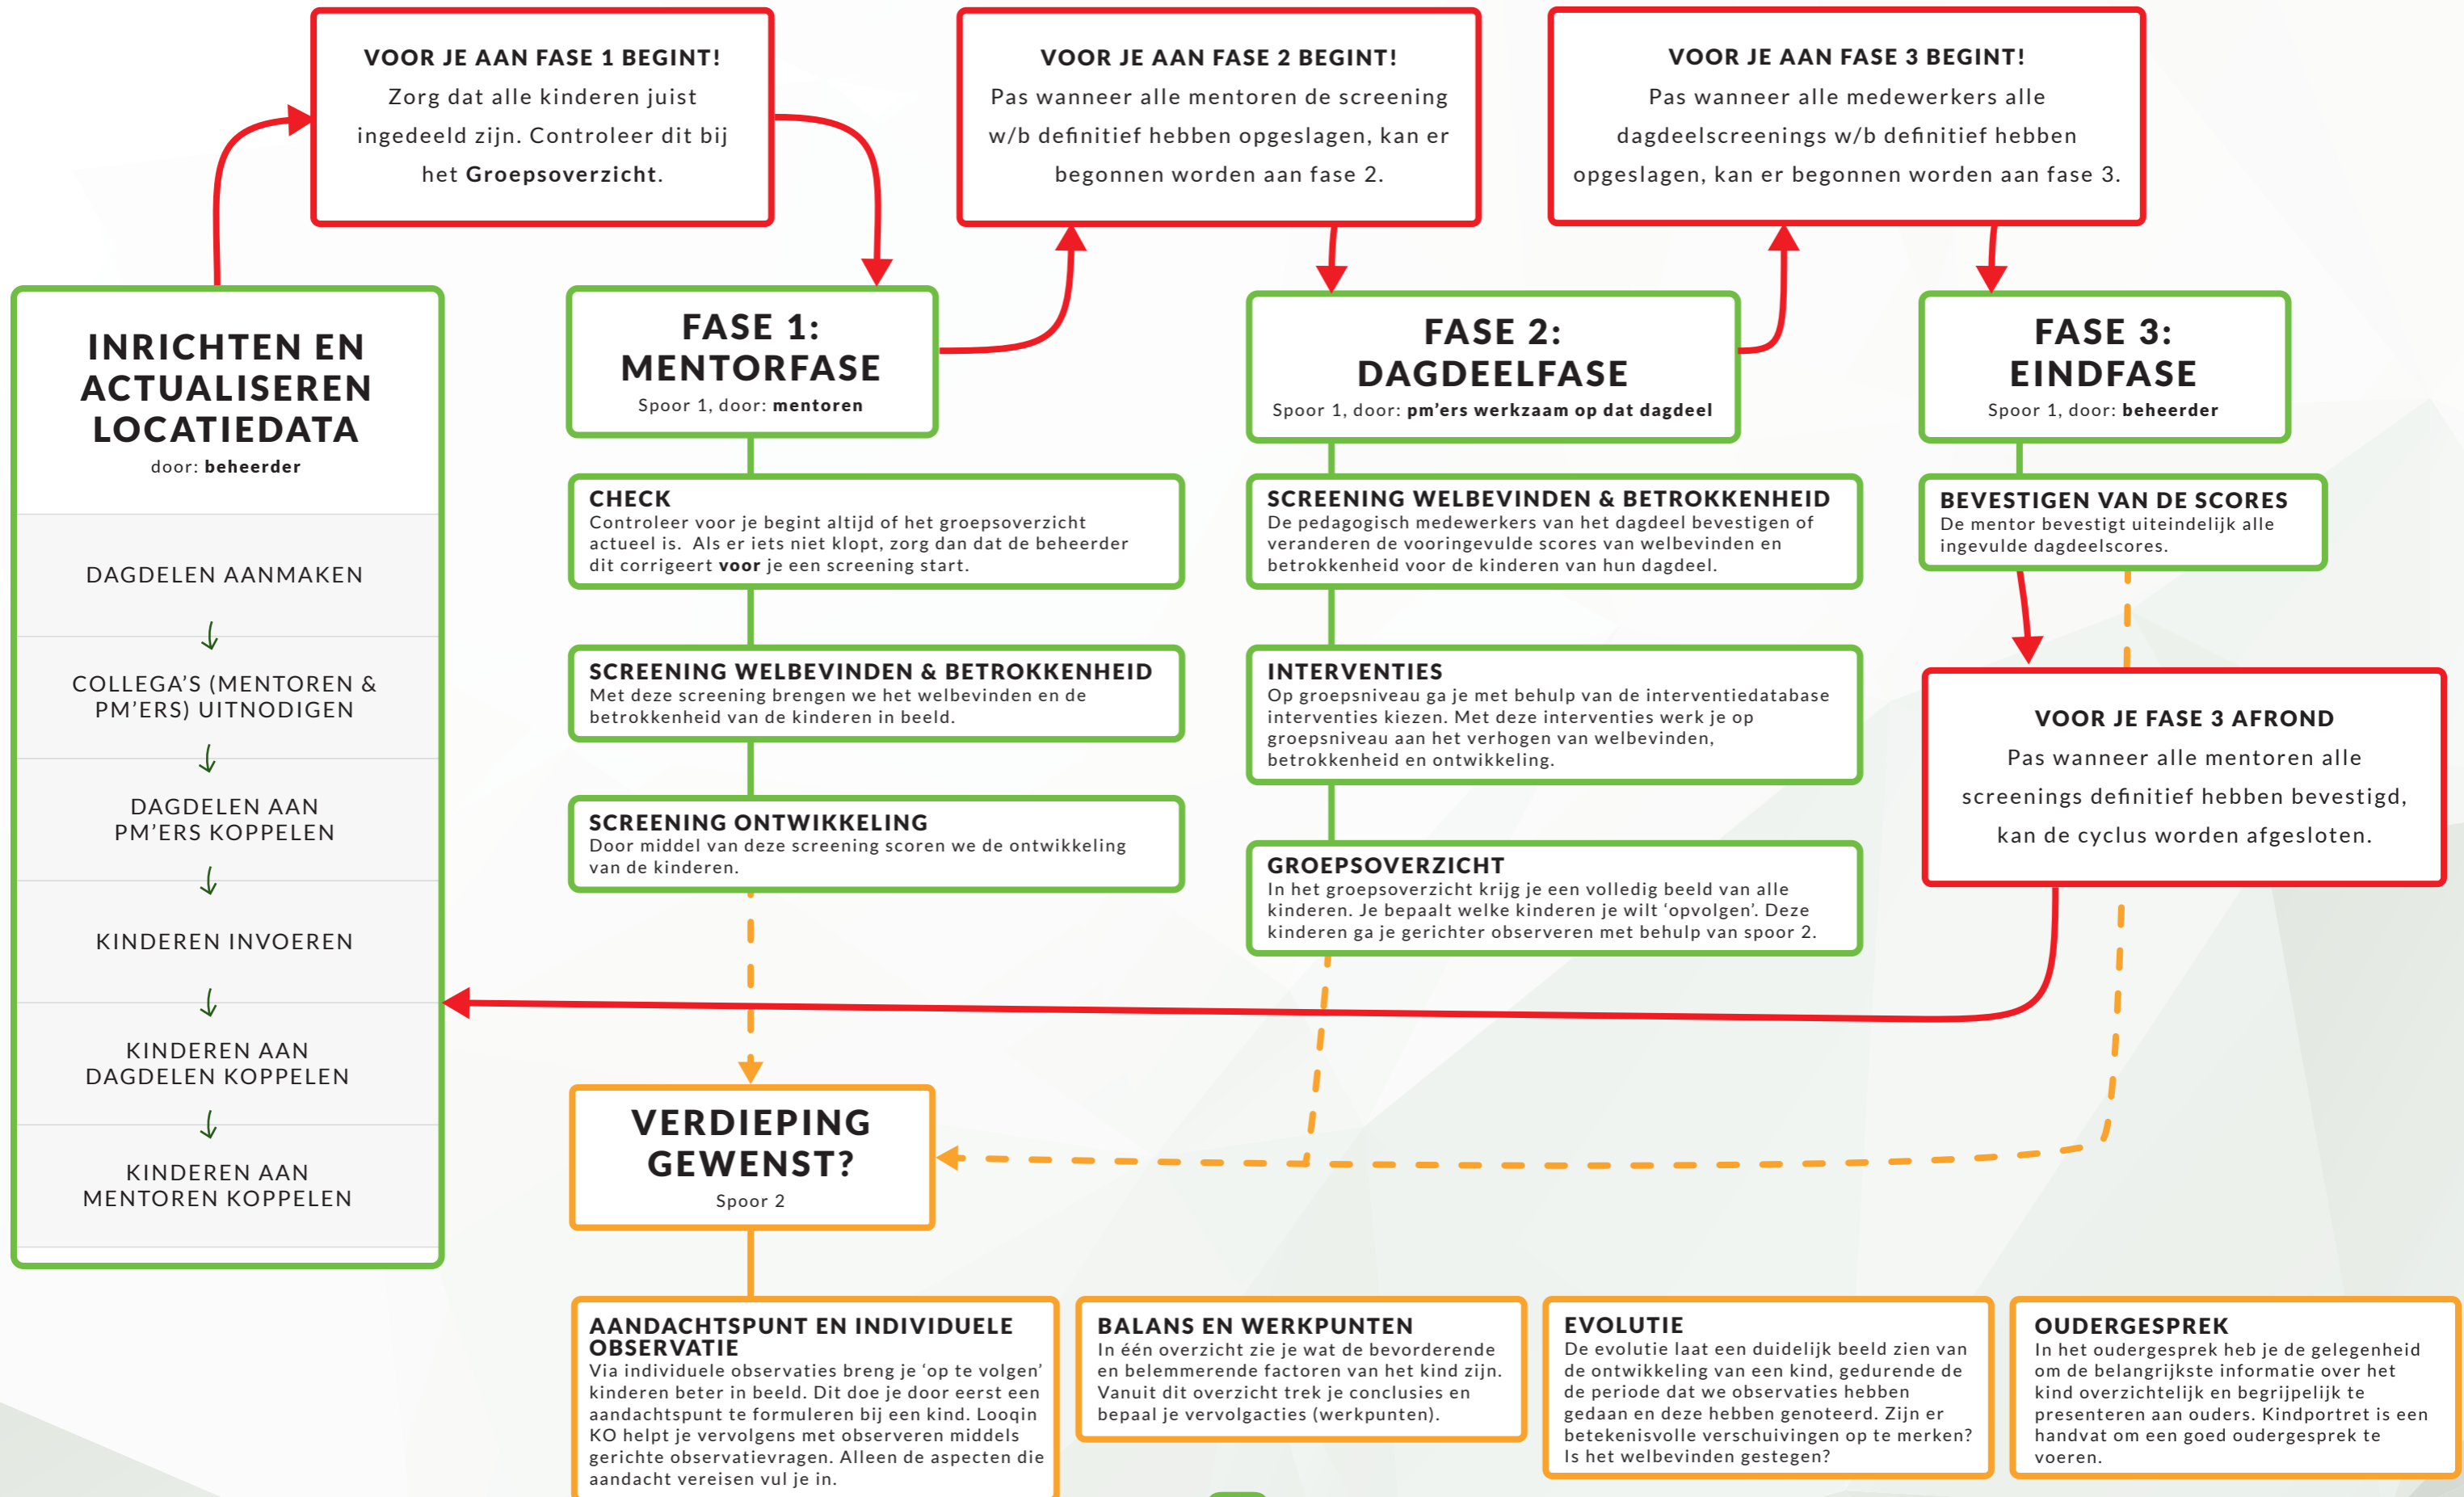 VOOR JE AAN FASE 1 BEGINT!
Zorg dat alle kinderen juist
ingedeeld zijn. Controleer dit bij
het Groepsoverzicht.
VOOR JE AAN FASE 2 BEGINT!
Pas wanneer alle mentoren de screening
w/b definitief hebben opgeslagen, kan er
begonnen worden aan fase 2.
VOOR JE AAN FASE 3 BEGINT!
Pas wanneer alle medewerkers alle
dagdeelscreenings w/b definitief hebben
opgeslagen, kan er begonnen worden aan fase 3.
INRICHTEN EN
ACTUALISEREN
LOCATIEDATA
door: beheerder
DAGDELEN AANMAKEN
COLLEGA'S (MENTOREN &
PM'ERS) UITNODIGEN
DAGDELEN AAN
PM'ERS KOPPELEN
KINDEREN INVOEREN
KINDEREN AAN
DAGDELEN KOPPELEN
KINDEREN AAN
MENTOREN KOPPELEN
FASE 1:
MENTORFASE
Spoor 1, door: mentoren
CHECK
Controleer voor je begint altijd of het groepsoverzicht
actueel is. Als er iets niet klopt, zorg dan dat de beheerder
dit corrigeert voor je een screening start.
SCREENING WELBEVINDEN & BETROKKENHEID
Met deze screening brengen we het welbevinden en de
betrokkenheid van de kinderen in beeld.
SCREENING ONTWIKKELING
Door middel van deze screening scoren we de ontwikkeling
van de kinderen.
FASE 2:
DAGDEELFASE
Spoor 1, door: pm'ers werkzaam op dat dagdeel
SCREENING WELBEVINDEN & BETROKKENHEID
De pedagogisch medewerkers van het dagdeel bevestigen of
veranderen de vooringevulde scores van welbevinden en
betrokkenheid voor de kinderen van hun dagdeel.
INTERVENTIES
Op groepsniveau ga je met behulp van de interventiedatabase
interventies kiezen. Met deze interventies werk je op
groepsniveau aan het verhogen van welbevinden,
betrokkenheid en ontwikkeling.
GROEPSOVERZICHT
In het groepsoverzicht krijg je een volledig beeld van alle
kinderen. Je bepaalt welke kinderen je wilt 'opvolgen'. Deze
kinderen ga je gerichter observeren met behulp van spoor 2.
FASE 3:
EINDFASE
Spoor 1, door: beheerder
BEVESTIGEN VAN DE SCORES
De mentor bevestigt uiteindelijk alle
ingevulde dagdeelscores.
VOOR JE FASE 3 AFROND
Pas wanneer alle mentoren alle
screenings definitief hebben bevestigd,
kan de cyclus worden afgesloten.
VERDIEPING
GEWENST?
Spoor 2
AANDACHTSPUNT EN INDIVIDUELE
OBSERVATIE
Via individuele observaties breng je 'op te volgen'
kinderen beter in beeld. Dit doe je door eerst een
aandachtspunt te formuleren bij een kind. Looqin
KO helpt je vervolgens met observeren middels
gerichte observatievragen. Alleen de aspecten die
aandacht vereisen vul je in.
BALANS EN WERKPUNTEN
In één overzicht zie je wat de bevorderende
en belemmerende factoren van het kind zijn.
Vanuit dit overzicht trek je conclusies en
bepaal je vervolgacties (werkpunten).
EVOLUTIE
De evolutie laat een duidelijk beeld zien van
de ontwikkeling van een kind, gedurende de
de periode dat we observaties hebben
gedaan en deze hebben genoteerd. Zijn er
betekenisvolle verschuivingen op te merken?
Is het welbevinden gestegen?
OUDERGESPREK
In het oudergesprek heb je de gelegenheid
om de belangrijkste informatie over het
kind overzichtelijk en begrijpelijk te
presenteren aan ouders. Kindportret is een
handvat om een goed oudergesprek te
voeren.